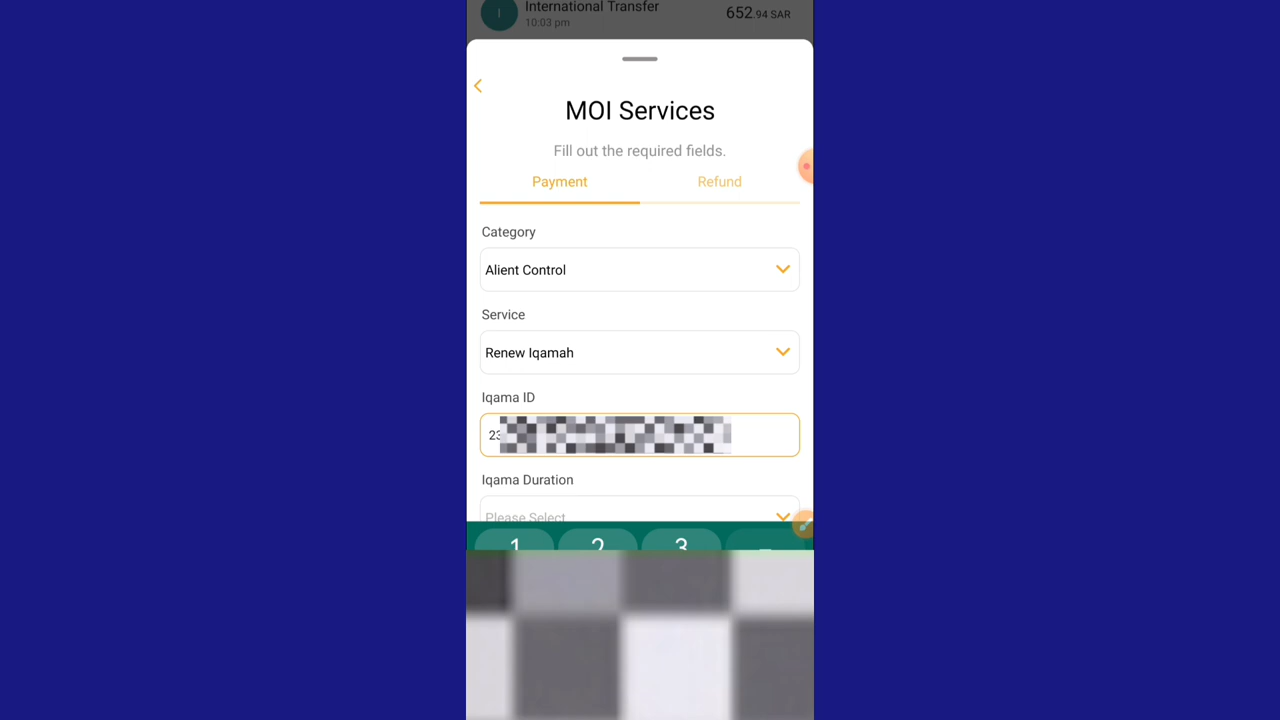 I
International Transfer
652.94 SAR
10:03 pm
MOI Services
Fill out the required fields.
Payment
Refund
Category
Alient Control
Service
Renew Iqamah
Iqama ID
23
Iqama Duration
Please Select
1 2 3 –